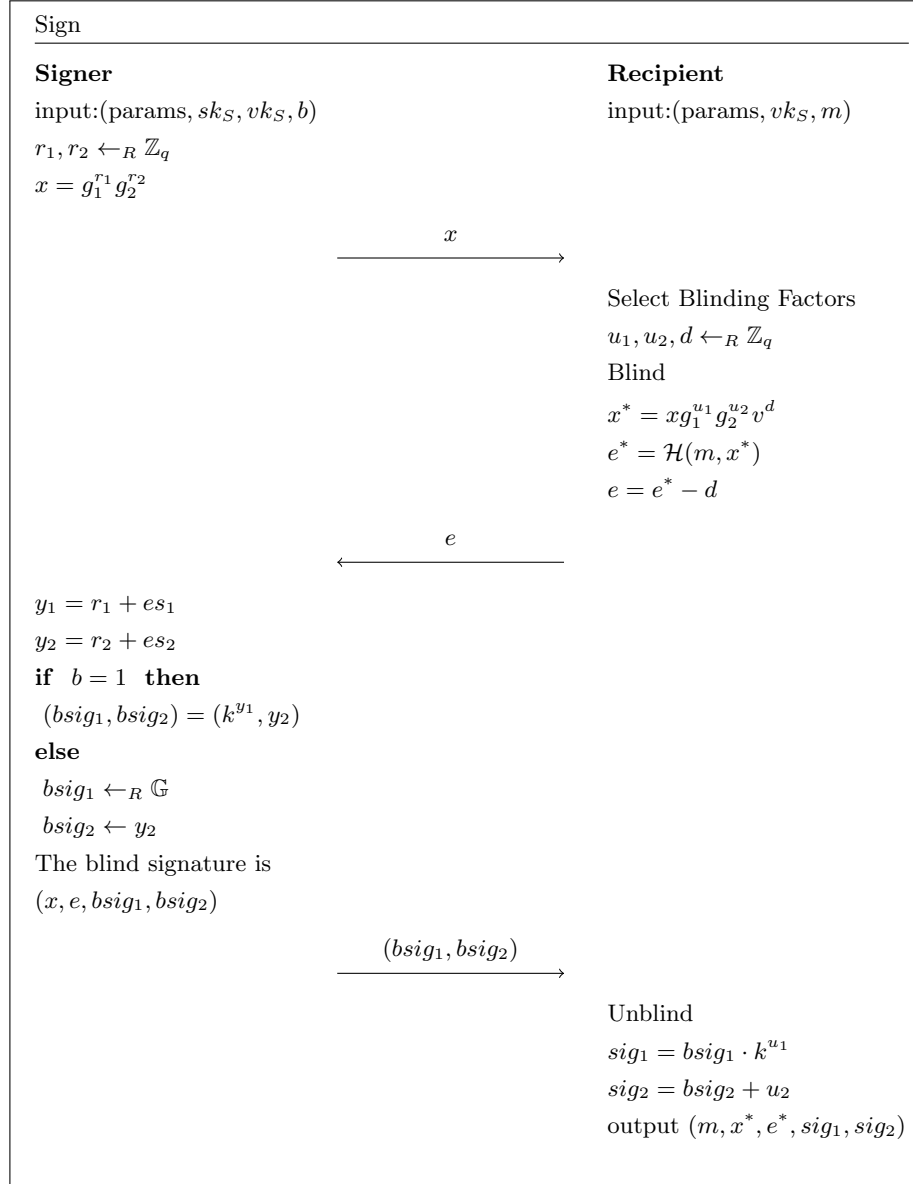 Sign
Signer Recipient
input:(params, sk_S, vk_S, b) input:(params, vk_S, m)
r_1, r_2 ←_R ℤ_q
x = g_1^{r_1} g_2^{r_2}
x
Select Blinding Factors
u_1, u_2, d ←_R ℤ_q
Blind
x^* = x g_1^{u_1} g_2^{u_2} v^d
e^* = ℋ(m, x^*)
e = e^* − d
e
y_1 = r_1 + es_1
y_2 = r_2 + es_2
if b = 1 then
(bsig_1, bsig_2) = (k^{y_1}, y_2)
else
bsig_1 ←_R 𝔾
bsig_2 ← y_2
The blind signature is
(x, e, bsig_1, bsig_2)
(bsig_1, bsig_2)
Unblind
sig_1 = bsig_1 · k^{u_1}
sig_2 = bsig_2 + u_2
output (m, x^*, e^*, sig_1, sig_2)